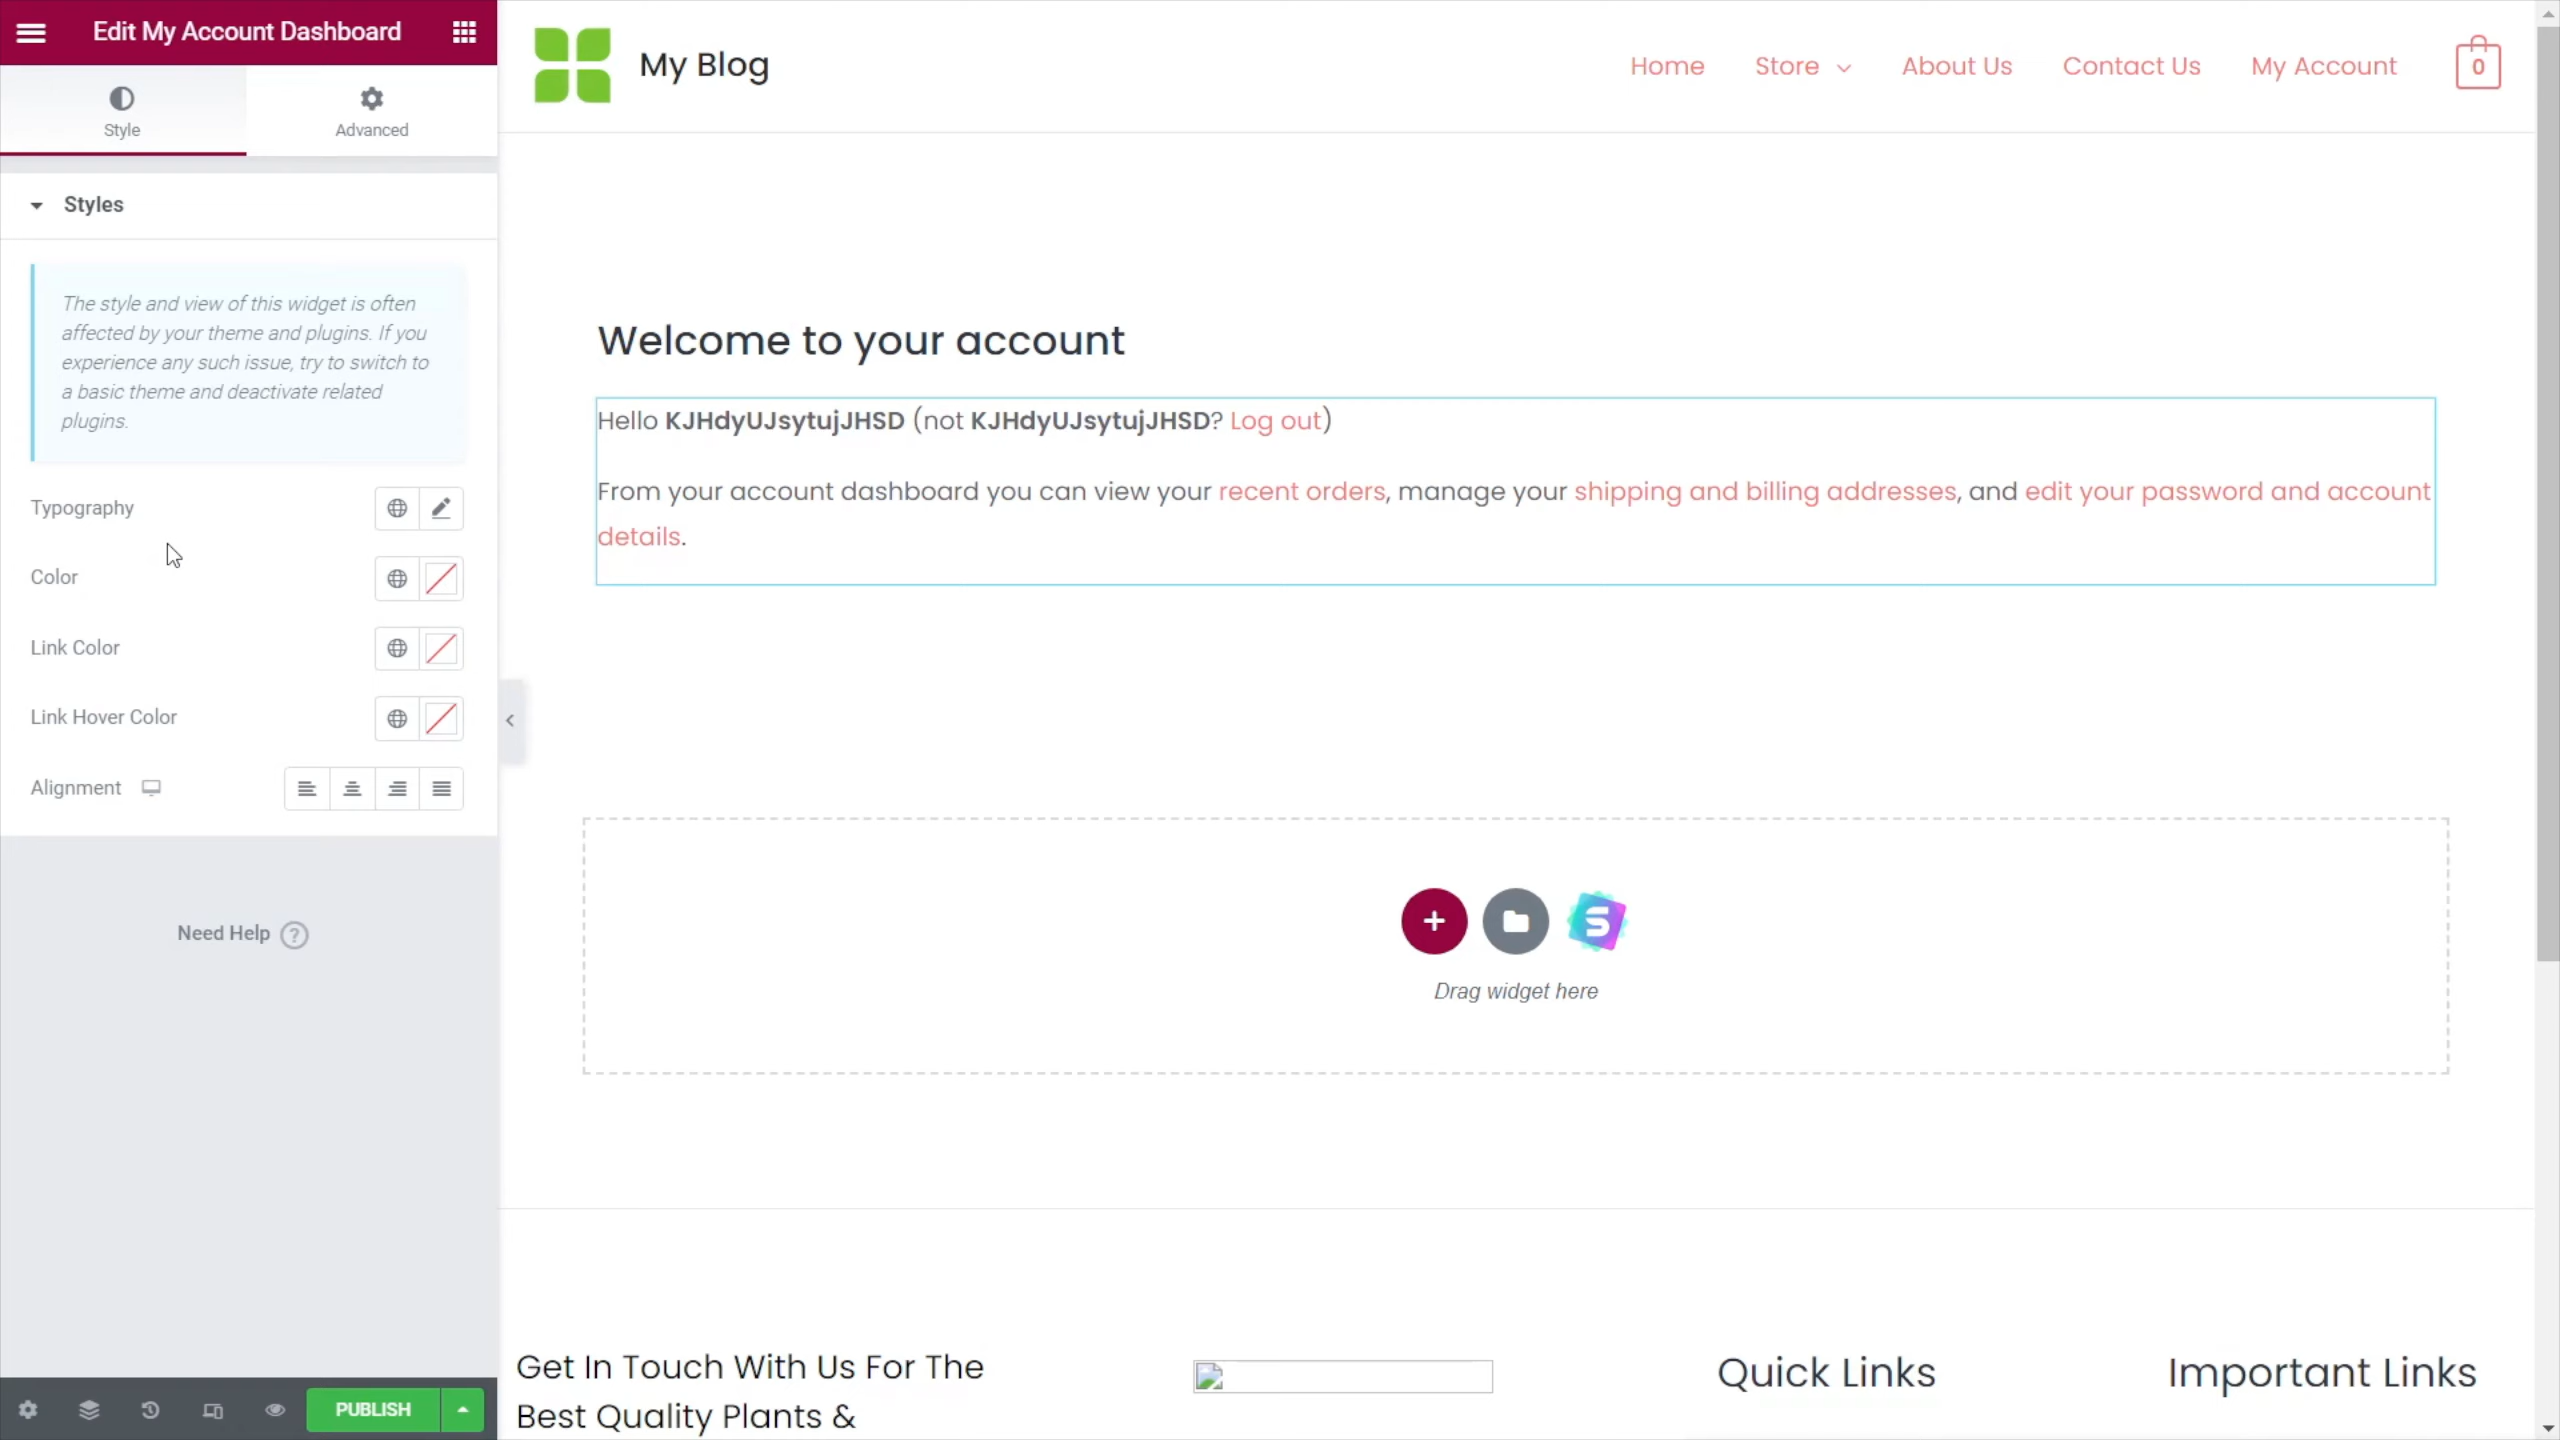 Edit My Account Dashboard
Style
Advanced
Styles
The style and view of this widget is often
affected by your theme and plugins. If you
experience any such issue, try to switch to
a basic theme and deactivate related
plugins.
Typography
Color
Link Color
Link Hover Color
Alignment
Need Help ?
PUBLISH
My Blog
Home
Store
About Us
Contact Us
My Account
0
Welcome to your account
Hello KJHdyUJsytujJHSD (not KJHdyUJsytujJHSD? Log out)
From your account dashboard you can view your recent orders, manage your shipping and billing addresses, and edit your password and account
details.
S
Drag widget here
Get In Touch With Us For The
Best Quality Plants &
Quick Links
Important Links